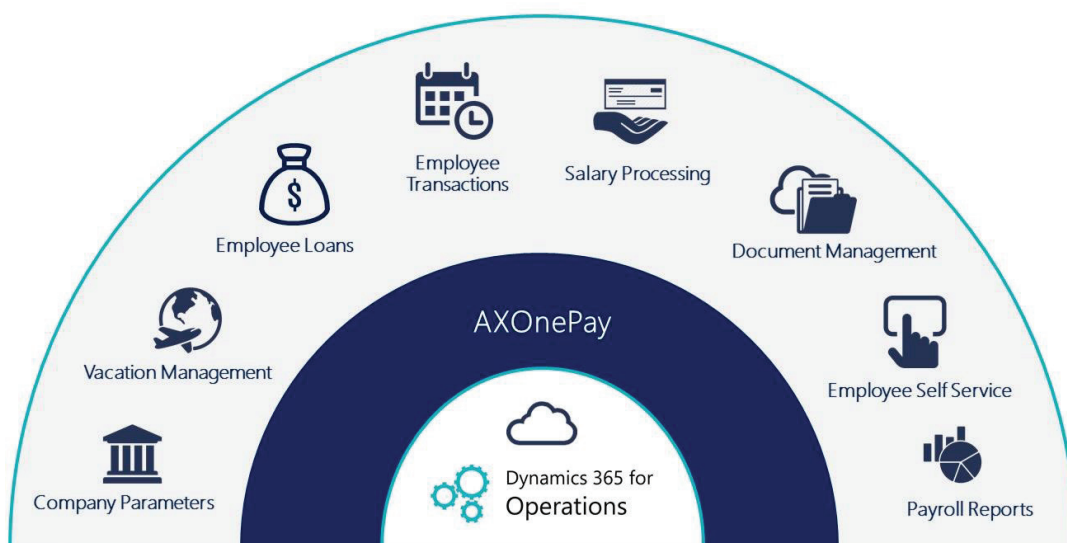 Employee
Transactions
Salary Processing
Employee Loans
Document Management
Vacation Management
Employee Self Service
Company Parameters
Payroll Reports
AXOnePay
Dynamics 365 for
Operations
$